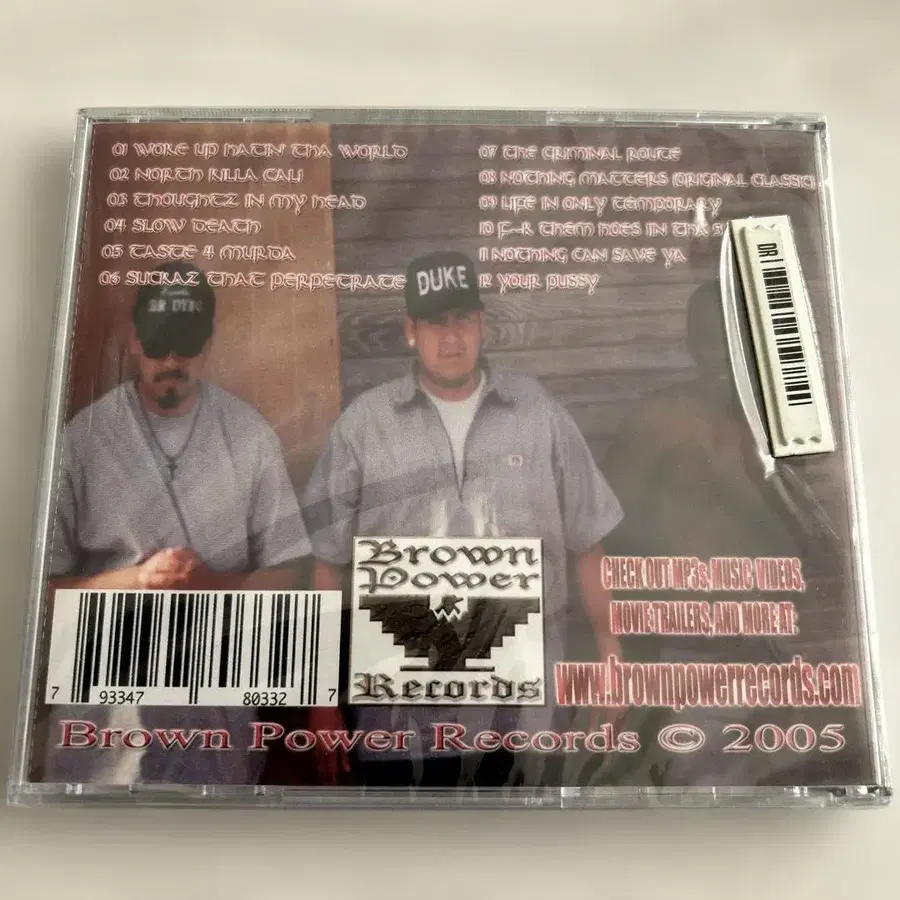 01 WOKE UP HATIN' THA WORLD
02 NORTH KILLA CALI
03 THOUGHTZ IN MY HEAD
04 SLOW DEATH
05 TASTE 4 MURDA
06 SUCKAZ THAT PERPETRATE
07 THE CRIMINAL ROUTE
08 NOTHING MATTERS (ORIGINAL CLASSIC)
09 LIFE IN ONLY TEMPORARY
10 F--K THEM HOES IN THA
11 NOTHING CAN SAVE YA
12 YOUR PUSSY
DUKE
Brown
Power
Records
CHECK OUT MP3s, MUSIC VIDEOS,
MOVIE TRAILERS, AND MORE AT:
www.brownpowerrecords.com
7 93347 80332 7
Brown Power Records © 2005